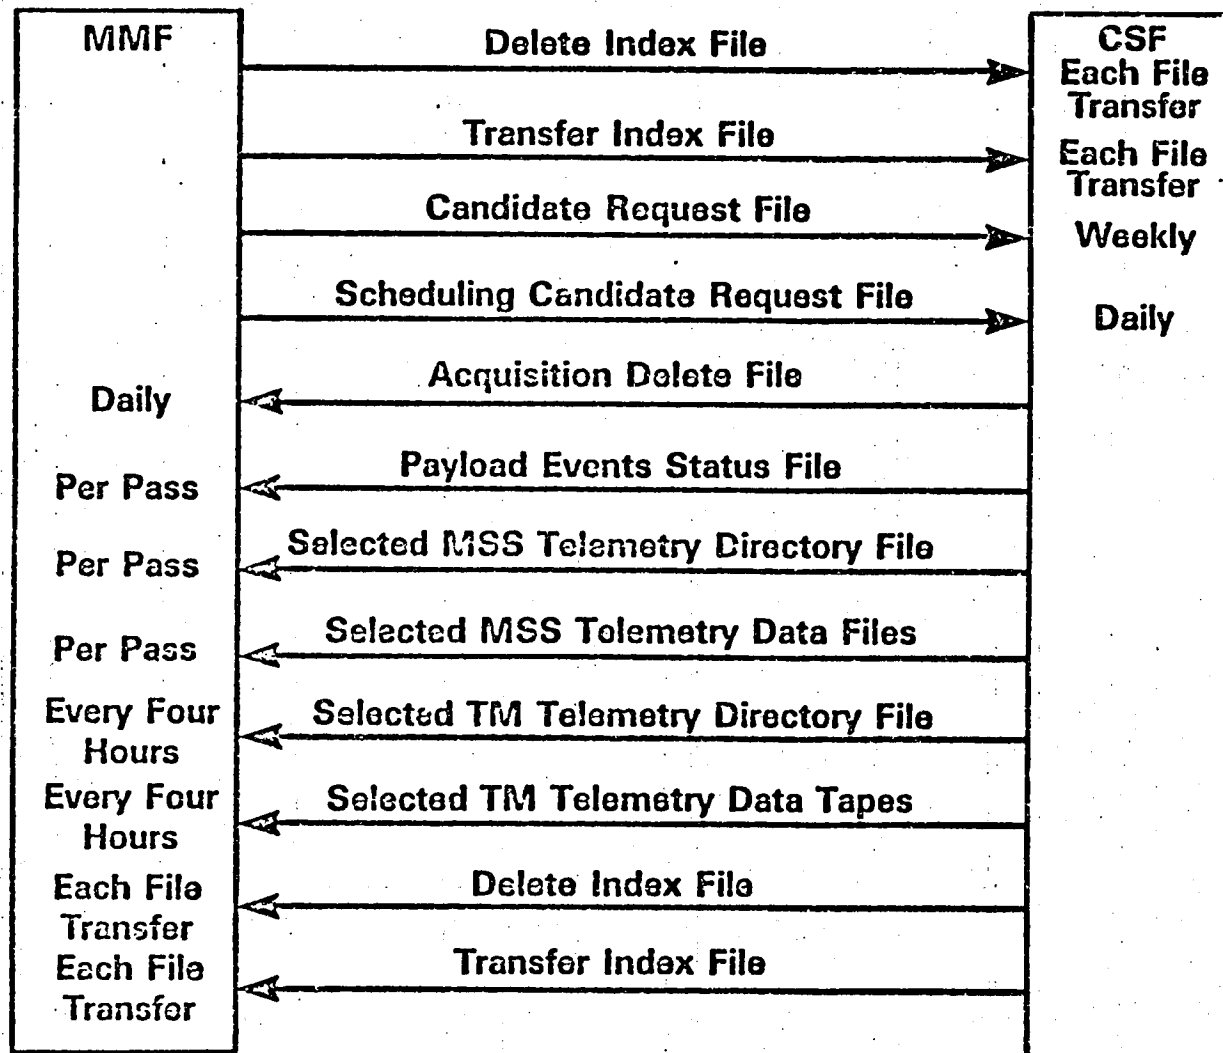 MMF
Delete Index File
CSF
Each File
Transfer
Transfer Index File
Each File
Transfer
Candidate Request File
Weekly
Scheduling Candidate Request File
Daily
Acquisition Delete File
Daily
Payload Events Status File
Per Pass
Selected MSS Telemetry Directory File
Per Pass
Selected MSS Telemetry Data Files
Per Pass
Selected TM Telemetry Directory File
Every Four
Hours
Selected TM Telemetry Data Tapes
Every Four
Hours
Delete Index File
Each File
Transfer
Transfer Index File
Each File
Transfer